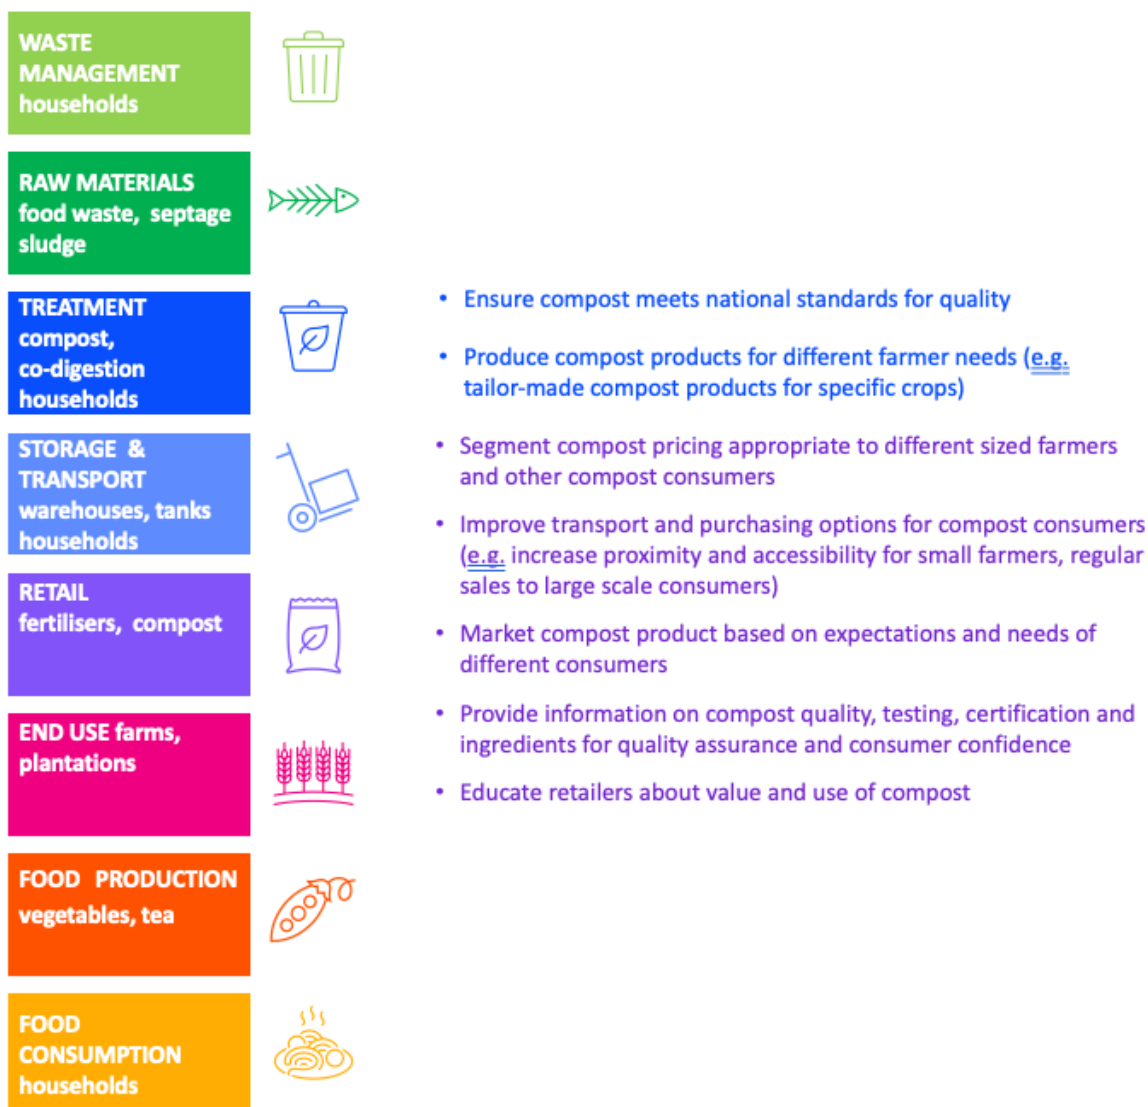 WASTE
MANAGEMENT
households
RAW MATERIALS
food waste, septage
sludge
TREATMENT
compost,
co-digestion
households
• Ensure compost meets national standards for quality
• Produce compost products for different farmer needs (e.g.
tailor-made compost products for specific crops)
STORAGE &
TRANSPORT
warehouses, tanks
households
• Segment compost pricing appropriate to different sized farmers
and other compost consumers
• Improve transport and purchasing options for compost consumers
(e.g. increase proximity and accessibility for small farmers, regular
sales to large scale consumers)
RETAIL
fertilisers, compost
• Market compost product based on expectations and needs of
different consumers
END USE farms,
plantations
• Provide information on compost quality, testing, certification and
ingredients for quality assurance and consumer confidence
• Educate retailers about value and use of compost
FOOD PRODUCTION
vegetables, tea
FOOD
CONSUMPTION
households